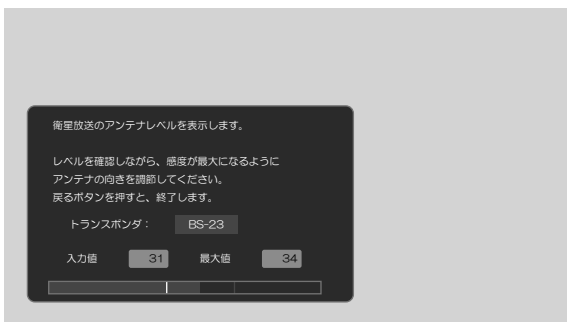 衛星放送のアンテナレベルを表示します。
レベルを確認しながら、感度が最大になるように
アンテナの向きを調節してください。
戻るボタンを押すと、終了します。
トランスポンダ： BS-23
入力値 31 最大値 34